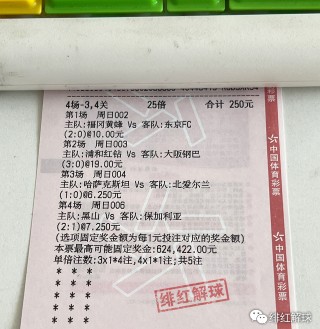 4场-3,4关 25倍 合计 250元
第1场 周日002
主队:福冈黄蜂 Vs 客队:东京FC
(2:0)@10.00元
第2场 周日003
主队:浦和红钻 Vs 客队:大阪钢巴
(3:0)@19.00元
第3场 周日004
主队:哈萨克斯坦 Vs 客队:北爱尔兰
(1:0)@6.250元
第4场 周日006
主队:黑山 Vs 客队:保加利亚
(2:1)@7.250元
(选项固定奖金额为每1元投注对应的奖金额)
本票最高可能固定奖金:624,422.00元
单倍注数:3x1*4注,4x1*1注;共5注
* * *
* * *
* * *
* * *
中国体育彩票
中国体育彩票
绯红解球
绯红解球